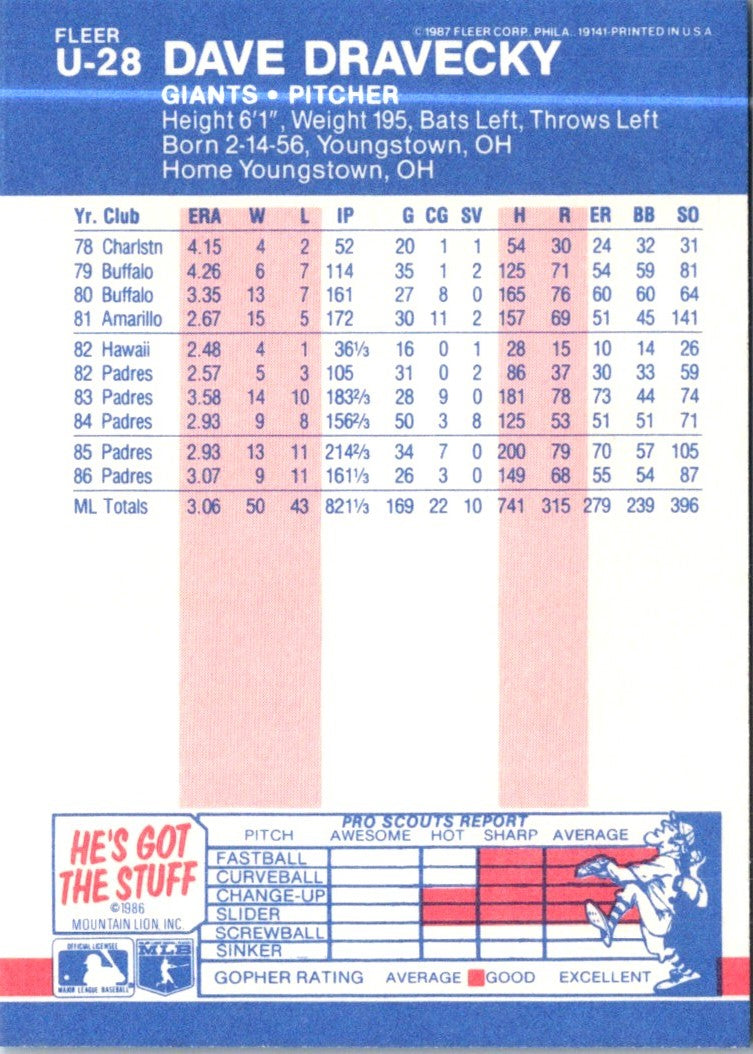 FLEER
©1987 FLEER CORP. PHILA. 19141-PRINTED IN U.S.A.
U-28 DAVE DRAVECKY
GIANTS • PITCHER
Height 6'1", Weight 195, Bats Left, Throws Left
Born 2-14-56, Youngstown, OH
Home Youngstown, OH
Yr. Club ERA W L IP G CG SV H R ER BB SO
78 Charlstn 4.15 4 2 52 20 1 1 54 30 24 32 31
79 Buffalo 4.26 6 7 114 35 1 2 125 71 54 59 81
80 Buffalo 3.35 13 7 161 27 8 0 165 76 60 60 64
81 Amarillo 2.67 15 5 172 30 11 2 157 69 51 45 141
82 Hawaii 2.48 4 1 36⅓ 16 0 1 28 15 10 14 26
82 Padres 2.57 5 3 105 31 0 2 86 37 30 33 59
83 Padres 3.58 14 10 183⅔ 28 9 0 181 78 73 44 74
84 Padres 2.93 9 8 156⅔ 50 3 8 125 53 51 51 71
85 Padres 2.93 13 11 214⅔ 34 7 0 200 79 70 57 105
86 Padres 3.07 9 11 161⅓ 26 3 0 149 68 55 54 87
ML Totals 3.06 50 43 821⅓ 169 22 10 741 315 279 239 396
HE'S GOT
THE STUFF
©1986
MOUNTAIN LION, INC.
OFFICIAL LICENSEE
MAJOR LEAGUE BASEBALL
MLB
PRO SCOUTS REPORT
PITCH AWESOME HOT SHARP AVERAGE
FASTBALL
CURVEBALL
CHANGE-UP
SLIDER
SCREWBALL
SINKER
GOPHER RATING AVERAGE GOOD EXCELLENT